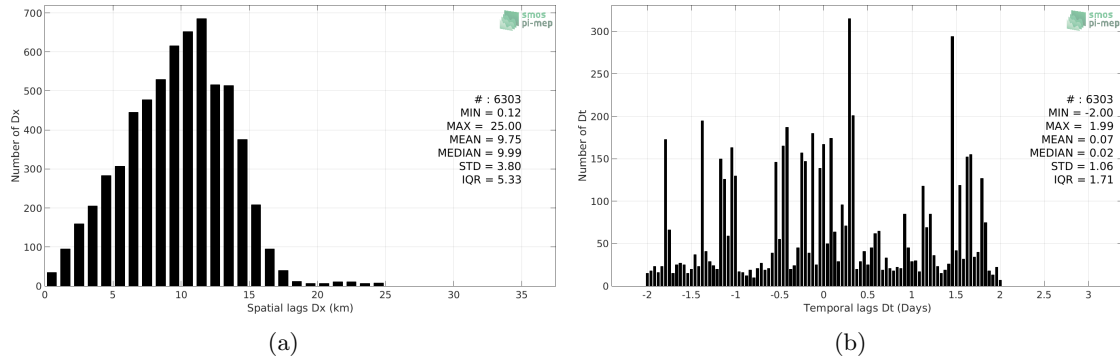 700
600
500
400
300
200
100
0
Number of Dx
0 5 10 15 20 25 30 35
Spatial lags Dx (km)
smos
pi-mep
# : 6303
MIN = 0.12
MAX = 25.00
MEAN = 9.75
MEDIAN = 9.99
STD = 3.80
IQR = 5.33
(a)
300
250
200
150
100
50
0
Number of Dt
-2 -1.5 -1 -0.5 0 0.5 1 1.5 2 2.5 3
Temporal lags Dt (Days)
smos
pi-mep
# : 6303
MIN = -2.00
MAX = 1.99
MEAN = 0.07
MEDIAN = 0.02
STD = 1.06
IQR = 1.71
(b)